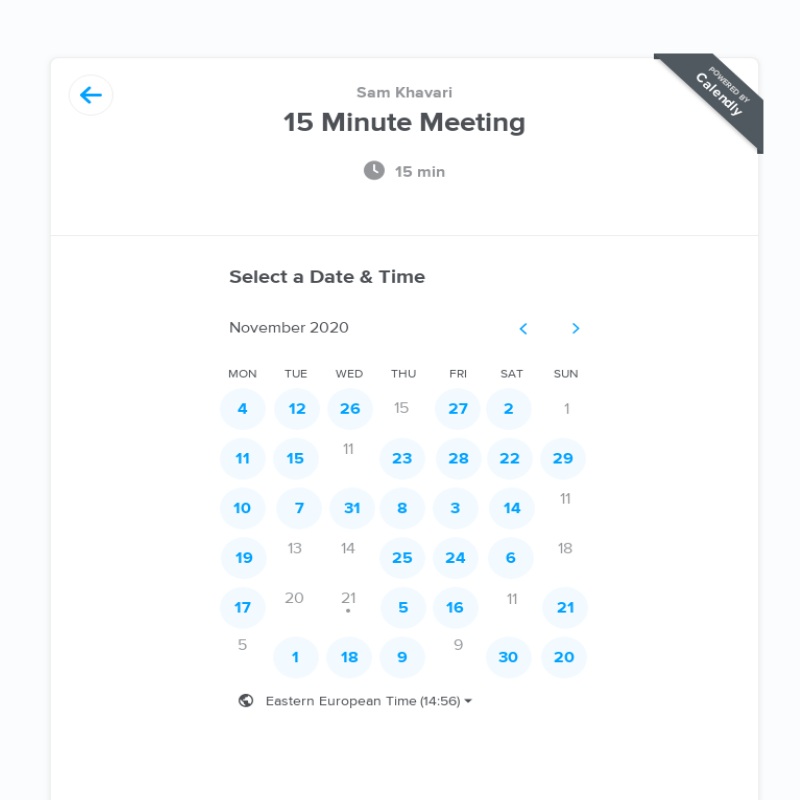 POWERED BY
Calendly
Sam Khavari
15 Minute Meeting
15 min
Select a Date & Time
November 2020
MON TUE WED THU FRI SAT SUN
4 12 26 15 27 2 1
11 15 11 23 28 22 29
10 7 31 8 3 14 11
19 13 14 25 24 6 18
17 20 21 5 16 11 21
5 1 18 9 9 30 20
Eastern European Time (14:56)